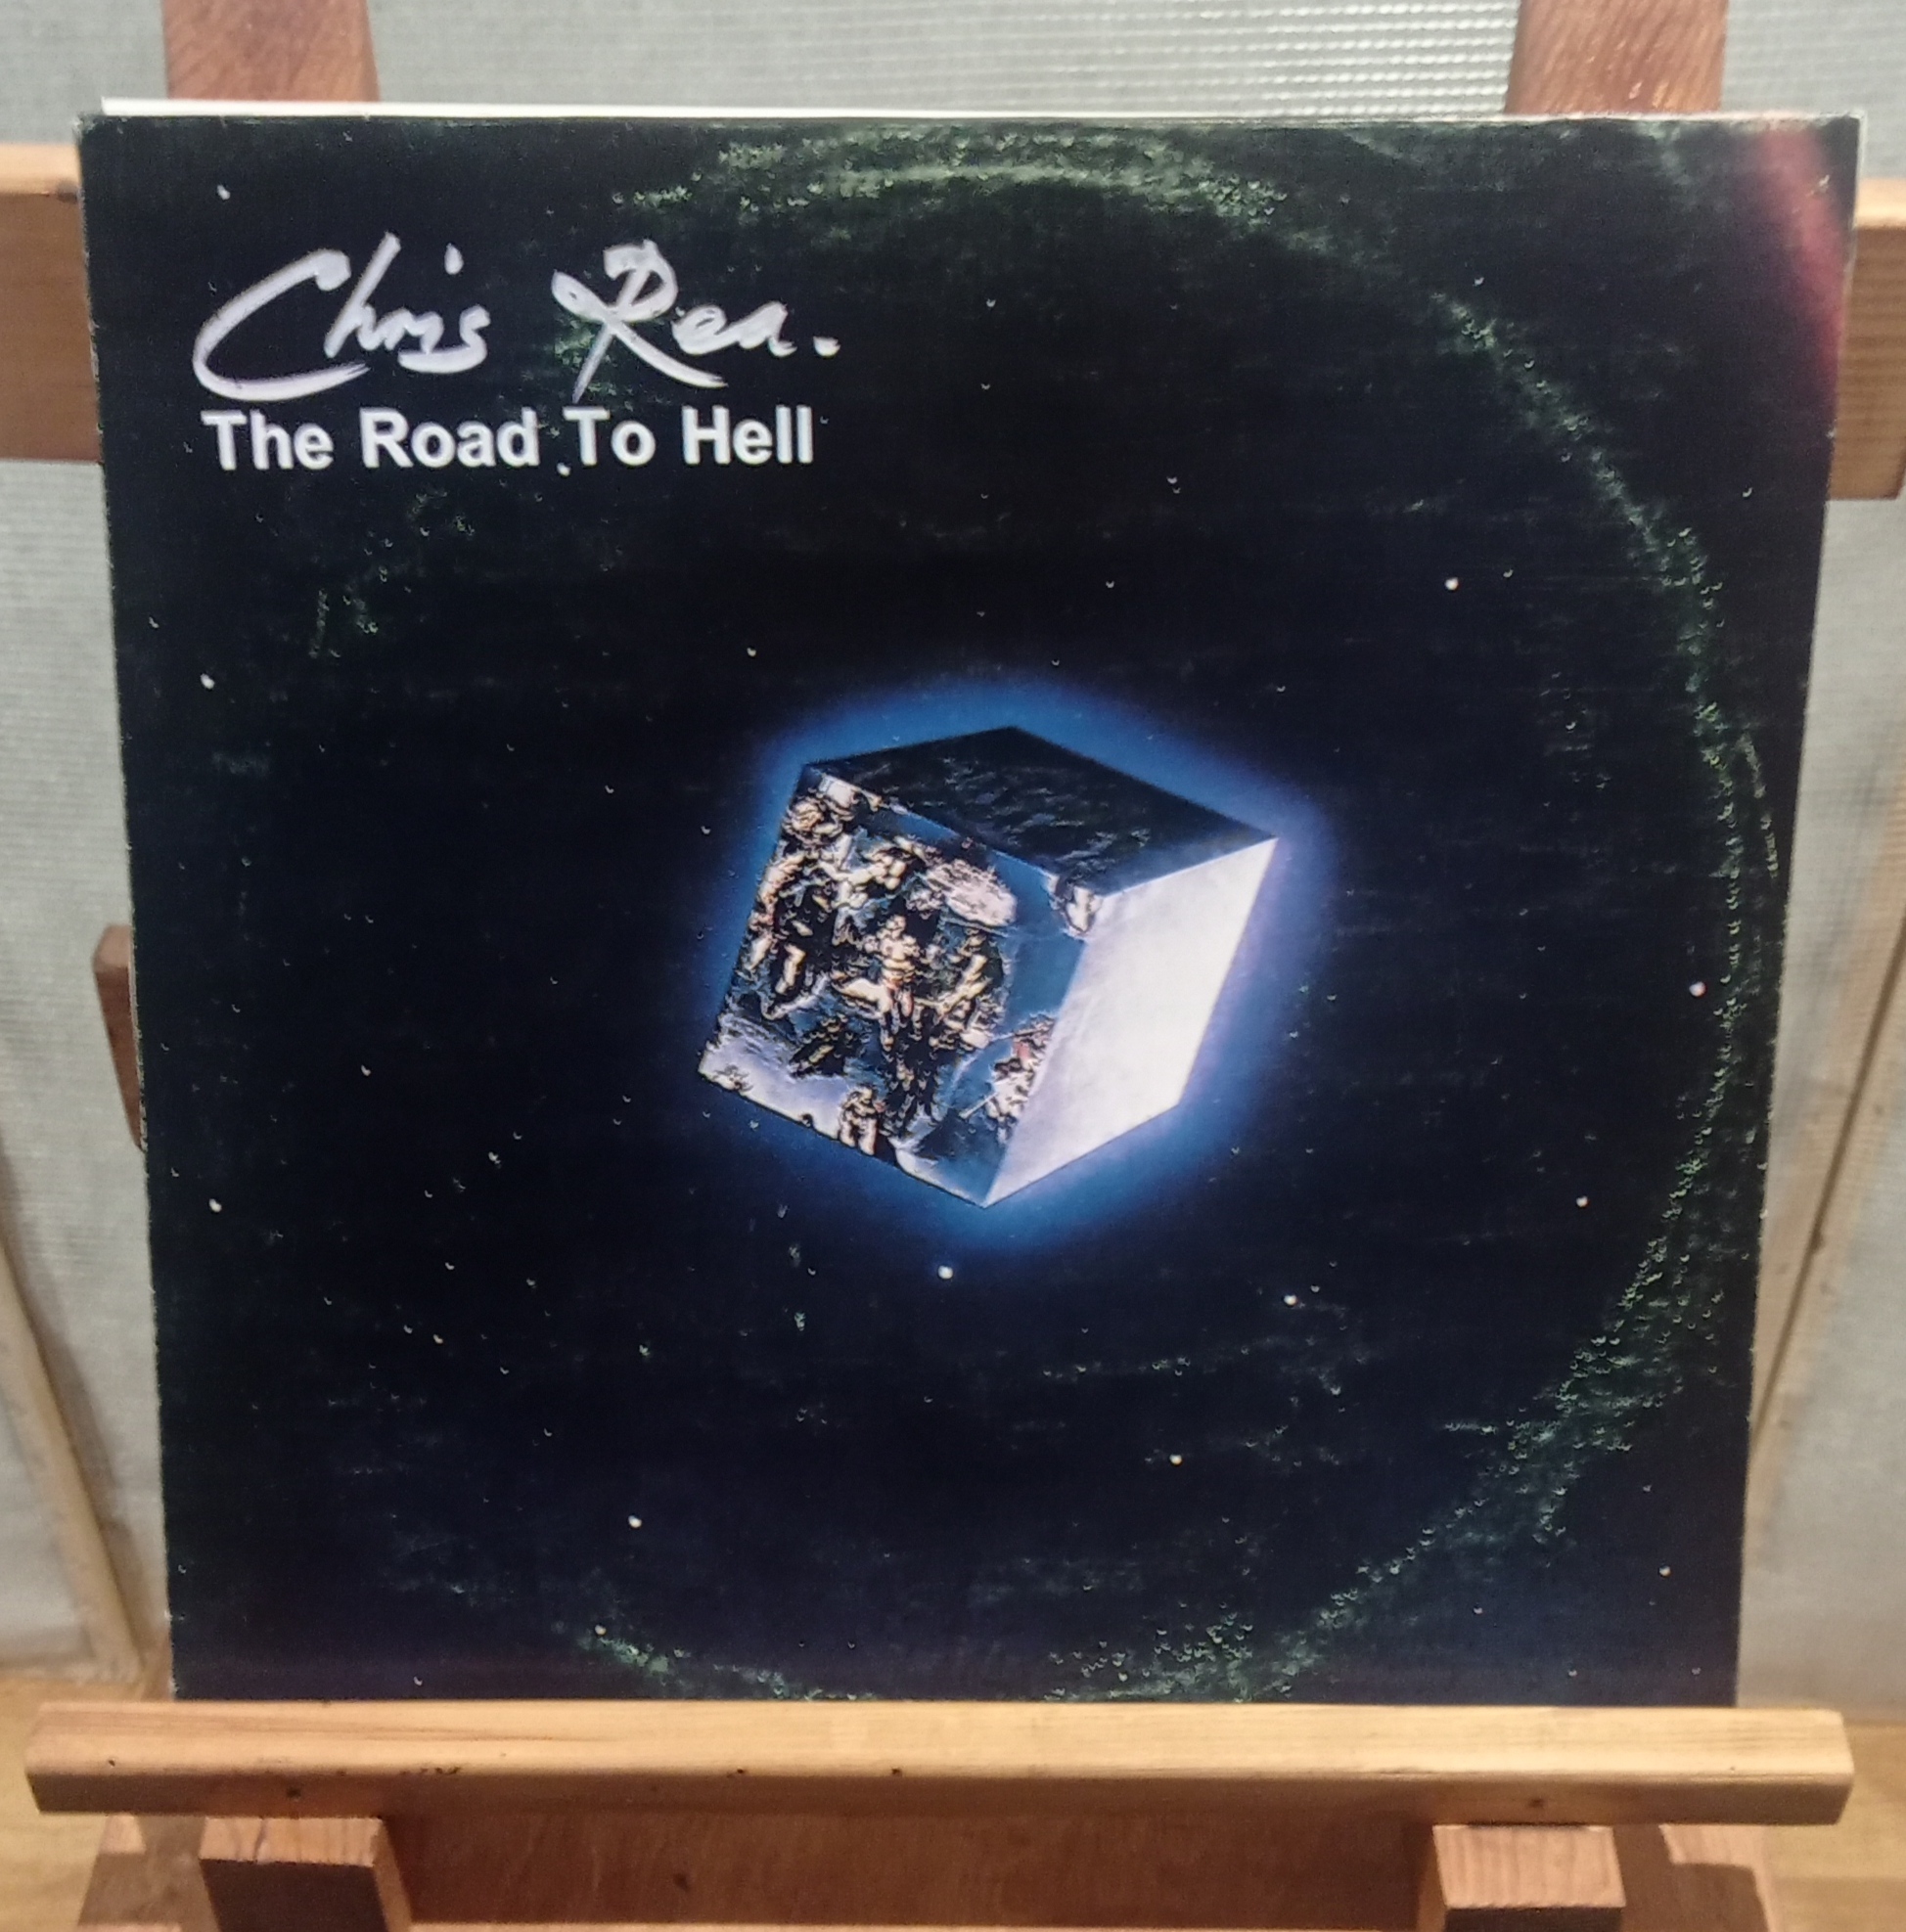 Chris Rea.
The Road To Hell